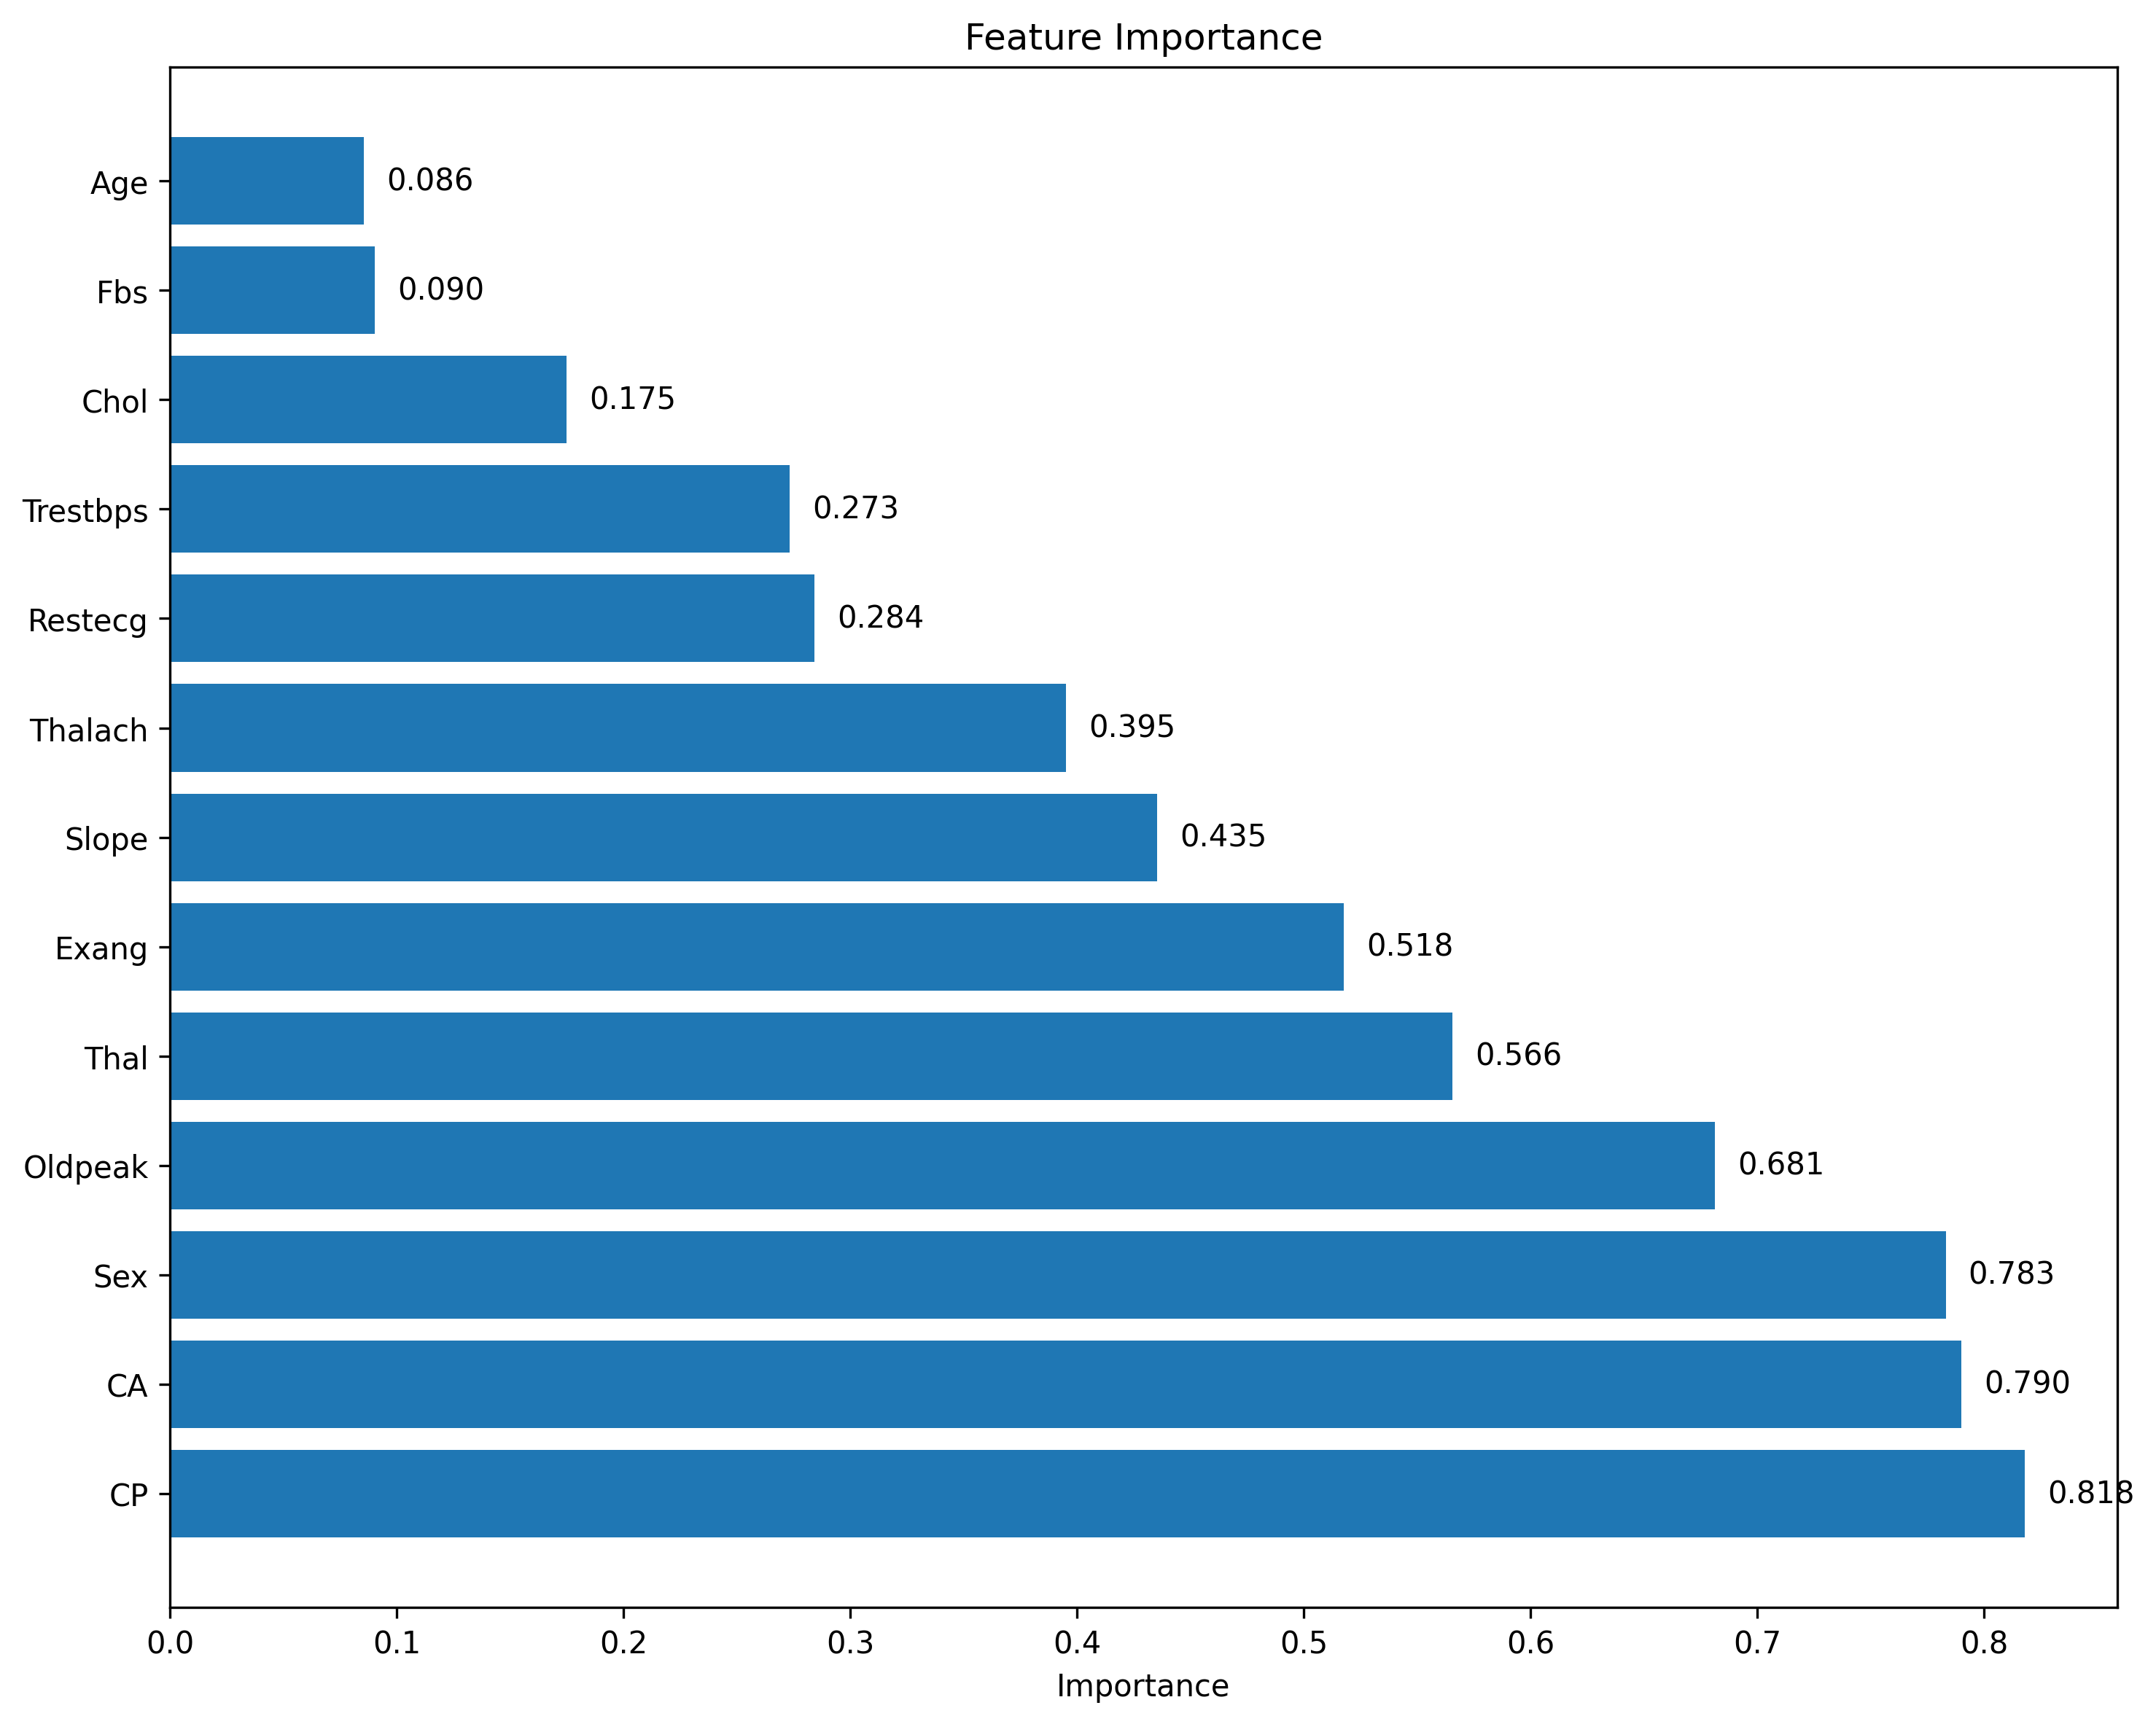 Feature Importance
Age 0.086
Fbs 0.090
Chol 0.175
Trestbps 0.273
Restecg 0.284
Thalach 0.395
Slope 0.435
Exang 0.518
Thal 0.566
Oldpeak 0.681
Sex 0.783
CA 0.790
CP 0.818
0.0 0.1 0.2 0.3 0.4 0.5 0.6 0.7 0.8
Importance